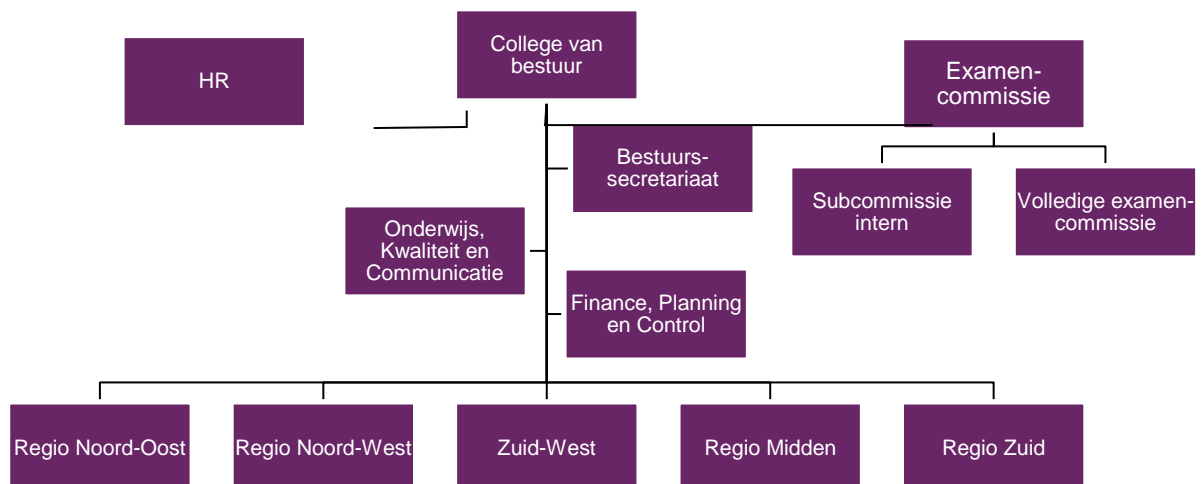 HR
College van
bestuur
Examen-
commissie
Bestuurs-
secretariaat
Subcommissie
intern
Volledige examen-
commissie
Onderwijs,
Kwaliteit en
Communicatie
Finance, Planning
en Control
Regio Noord-Oost
Regio Noord-West
Zuid-West
Regio Midden
Regio Zuid